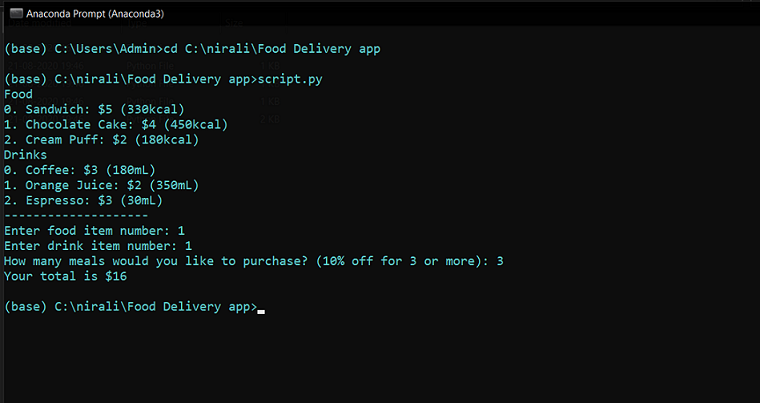 Anaconda Prompt (Anaconda3)
(base) C:\Users\Admin>cd C:\nirali\Food Delivery app
(base) C:\nirali\Food Delivery app>script.py
Food
0. Sandwich: $5 (330kcal)
1. Chocolate Cake: $4 (450kcal)
2. Cream Puff: $2 (180kcal)
Drinks
0. Coffee: $3 (180mL)
1. Orange Juice: $2 (350mL)
2. Espresso: $3 (30mL)
--------------------
Enter food item number: 1
Enter drink item number: 1
How many meals would you like to purchase? (10% off for 3 or more): 3
Your total is $16
(base) C:\nirali\Food Delivery app>